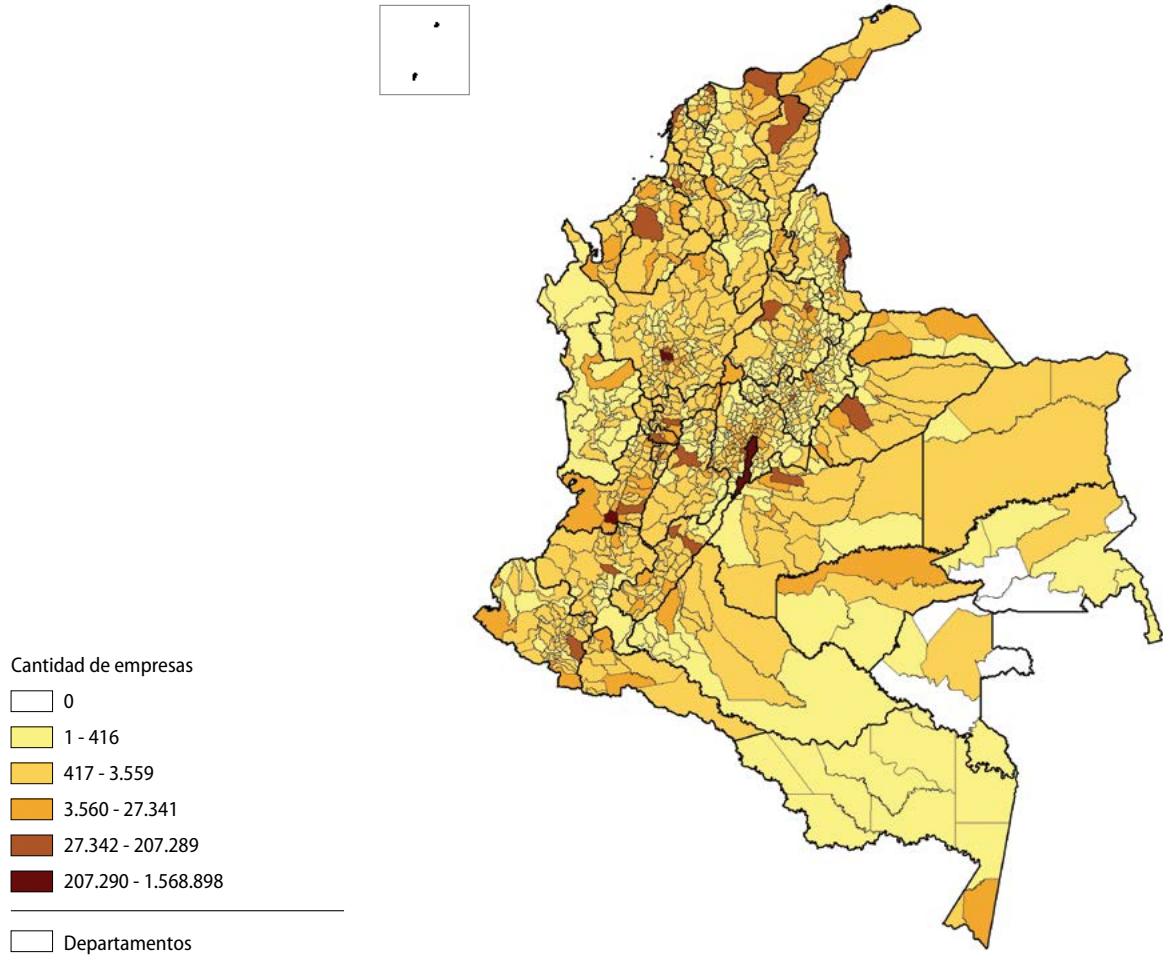 Cantidad de empresas
0
1 - 416
417 - 3.559
3.560 - 27.341
27.342 - 207.289
207.290 - 1.568.898
Departamentos